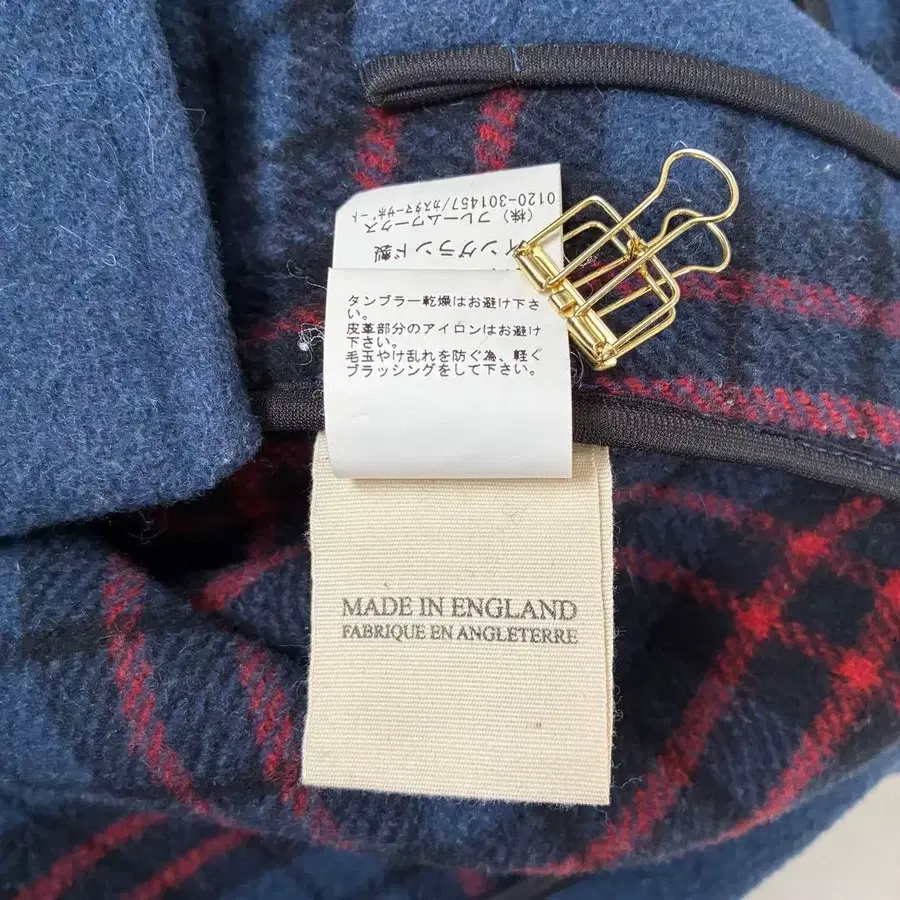 0120-301457/カスタマーサポート
(株) フレームワークス
イングランド製
タンブラー乾燥はお避け下さ
い。
皮革部分のアイロンはお避け
下さい。
毛玉やけ乱れを防ぐ為、軽く
ブラッシングをして下さい。
MADE IN ENGLAND
FABRIQUE EN ANGLETERRE